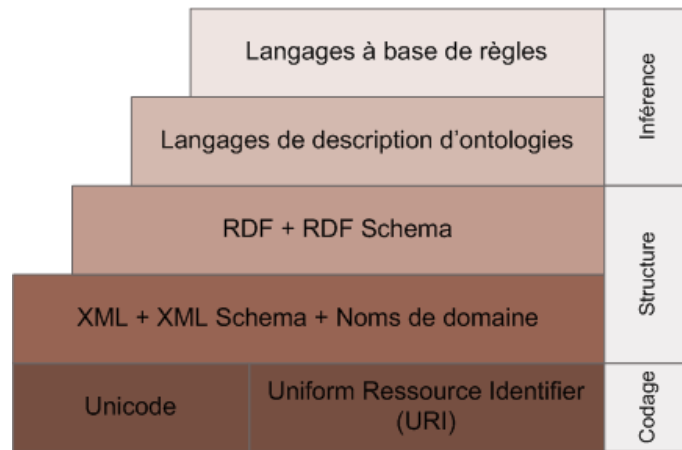 Langages à base de règles
Langages de description d'ontologies
Inférence
RDF + RDF Schema
XML + XML Schema + Noms de domaine
Structure
Unicode
Uniform Ressource Identifier
(URI)
Codage